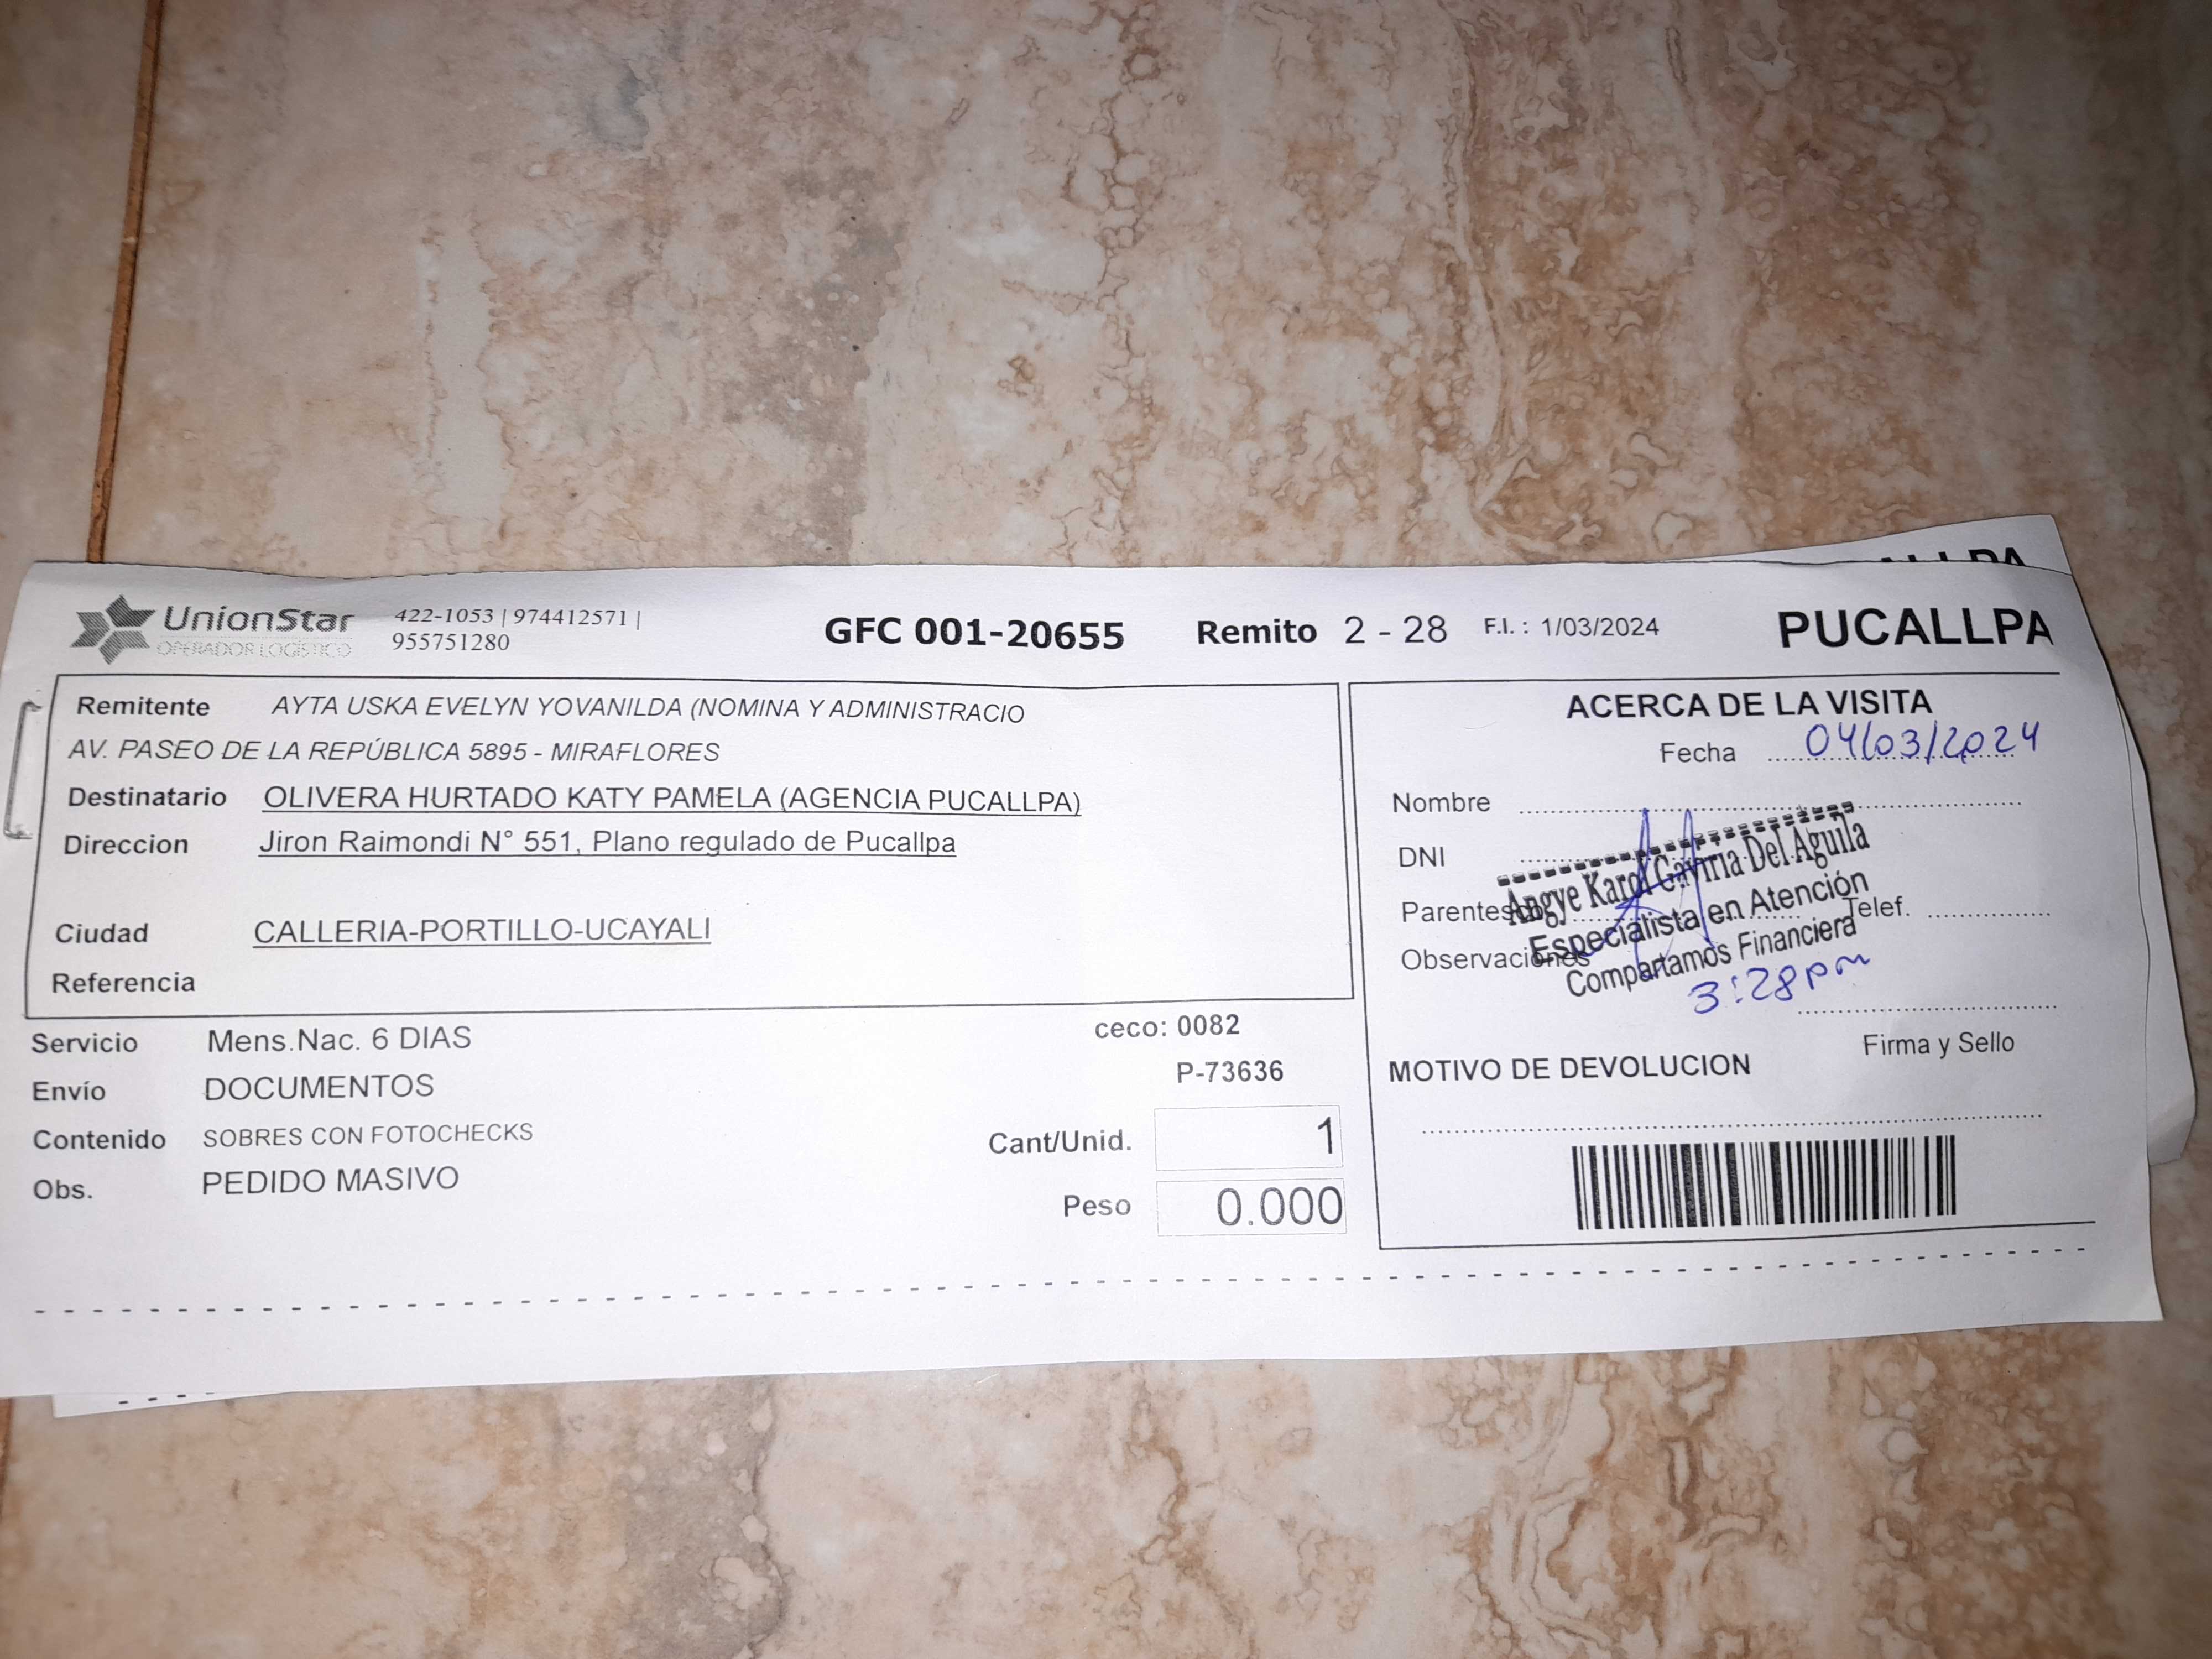 UnionStar
OPERADOR LOGÍSTICO
422-1053 | 974412571 |
955751280
GFC 001-20655
Remito 2 - 28
F.I. : 1/03/2024
PUCALLPA
Remitente AYTA USKA EVELYN YOVANILDA (NOMINA Y ADMINISTRACIO
AV. PASEO DE LA REPÚBLICA 5895 - MIRAFLORES
Destinatario OLIVERA HURTADO KATY PAMELA (AGENCIA PUCALLPA)
Direccion Jiron Raimondi N° 551, Plano regulado de Pucallpa
Ciudad CALLERIA-PORTILLO-UCAYALI
Referencia
Servicio Mens.Nac. 6 DIAS
ceco: 0082
Envío DOCUMENTOS
P-73636
Contenido SOBRES CON FOTOCHECKS
Cant/Unid. 1
Obs. PEDIDO MASIVO
Peso 0.000
ACERCA DE LA VISITA
Fecha 04/03/2024
Nombre
DNI
Parentesco
Telef.
Observaciones
Angye Karol Gaviria Del Aguila
Especialista en Atención
Compartamos Financiera
3:28pm
Firma y Sello
MOTIVO DE DEVOLUCION